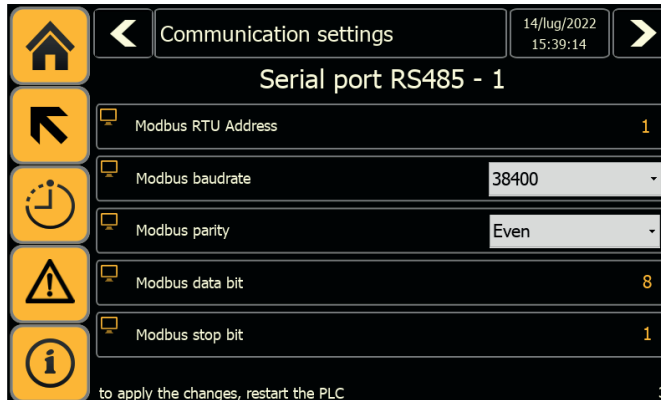 Communication settings
14/lug/2022
15:39:14
Serial port RS485 - 1
Modbus RTU Address 1
Modbus baudrate 38400
Modbus parity Even
Modbus data bit 8
Modbus stop bit 1
to apply the changes, restart the PLC